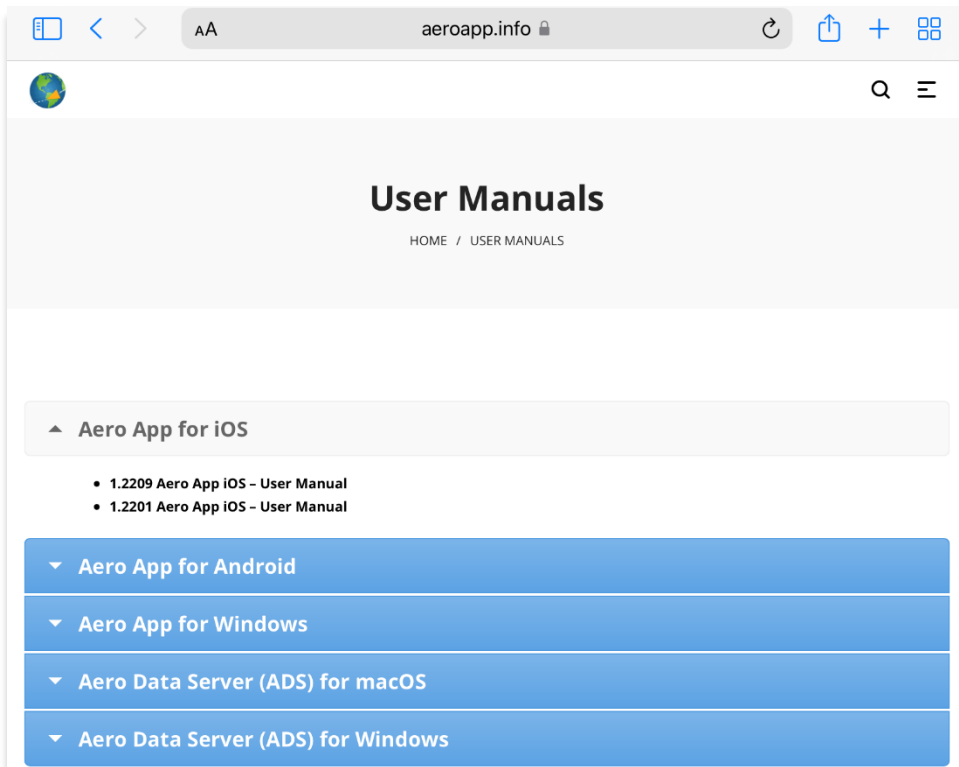 AA
aeroapp.info
User Manuals
HOME / USER MANUALS
Aero App for iOS
• 1.2209 Aero App iOS – User Manual
• 1.2201 Aero App iOS – User Manual
Aero App for Android
Aero App for Windows
Aero Data Server (ADS) for macOS
Aero Data Server (ADS) for Windows